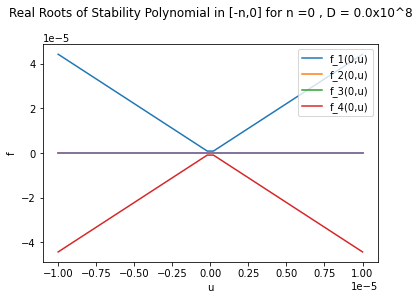 Real Roots of Stability Polynomial in [-n,0] for n =0 , D = 0.0x10^8
1e−5
f_1(0,u)
f_2(0,u)
f_3(0,u)
f_4(0,u)
4
2
0
−2
−4
f
−1.00 −0.75 −0.50 −0.25 0.00 0.25 0.50 0.75 1.00
1e−5
u